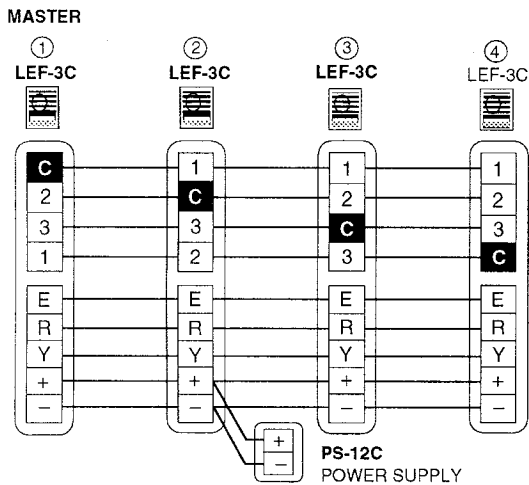 MASTER
① ② ③ ④
LEF-3C LEF-3C LEF-3C LEF-3C
C 1 1 1
2 C 2 2
3 3 C 3
1 2 3 C
E E E E
R R R R
Y Y Y Y
+ + + +
– – – –
+
–
PS-12C
POWER SUPPLY